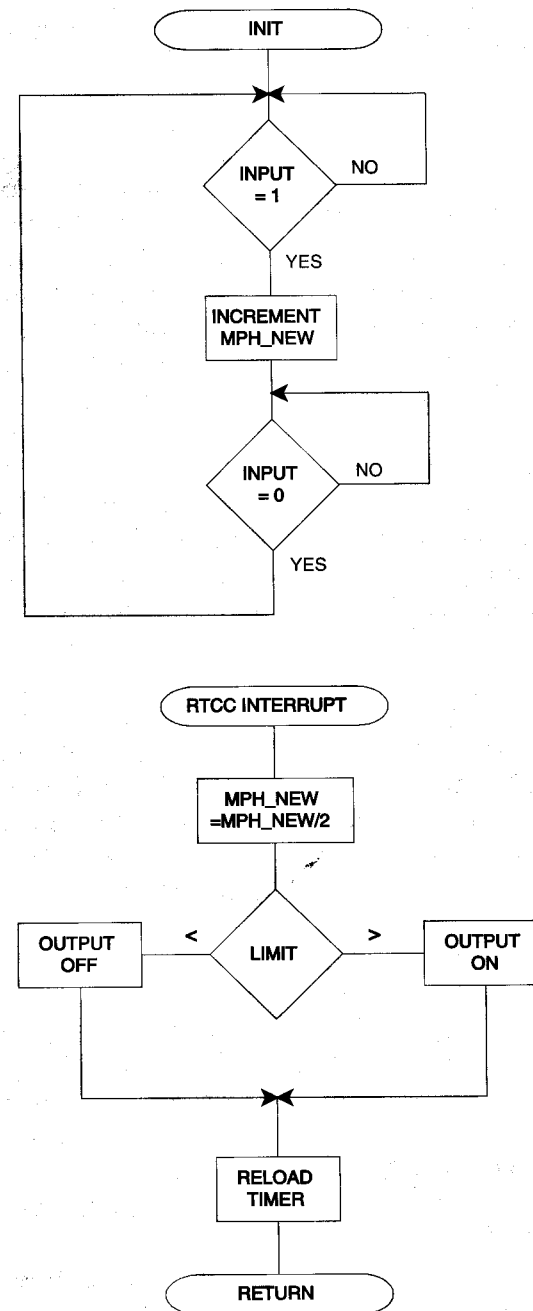 INIT
INPUT
= 1
NO
YES
INCREMENT
MPH_NEW
INPUT
= 0
NO
YES
RTCC INTERRUPT
MPH_NEW
=MPH_NEW/2
<
LIMIT
>
OUTPUT
OFF
OUTPUT
ON
RELOAD
TIMER
RETURN